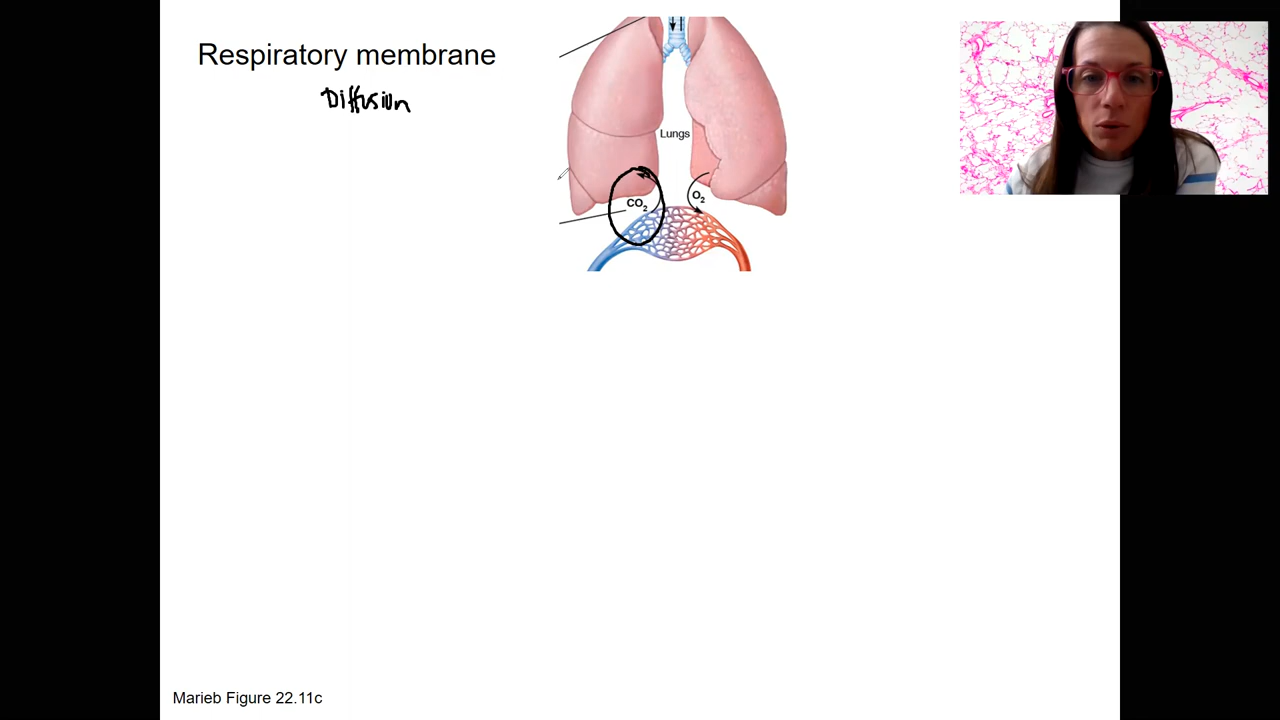 Respiratory membrane
Diffusion
Lungs
CO2
O2
Marieb Figure 22.11c